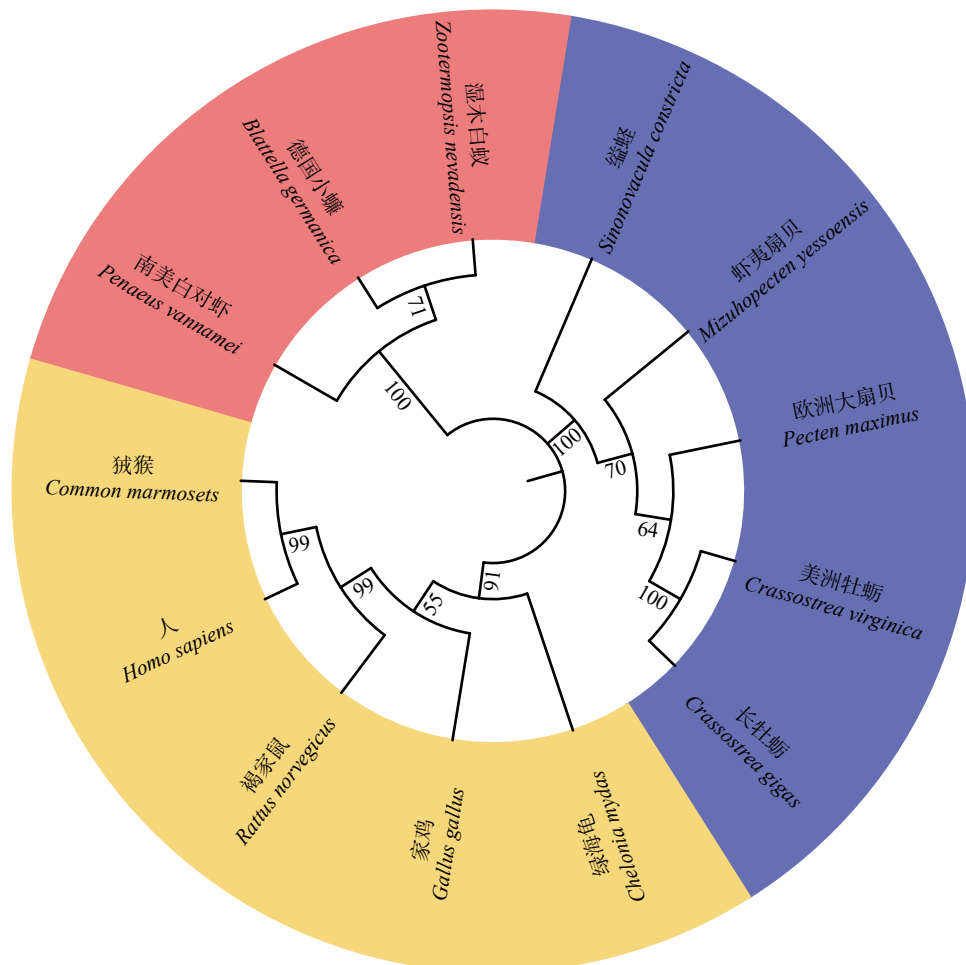 湿木白蚁
Zootermopsis nevadensis
缢蛏
Sinonovacula constricta
虾夷扇贝
Mizuhopecten yessoensis
欧洲大扇贝
Pecten maximus
美洲牡蛎
Crassostrea virginica
长牡蛎
Crassostrea gigas
绿海龟
Chelonia mydas
家鸡
Gallus gallus
褐家鼠
Rattus norvegicus
人
Homo sapiens
狨猴
Common marmosets
南美白对虾
Penaeus vannamei
德国小蠊
Blattella germanica
71
100
100
70
64
100
91
55
99
99